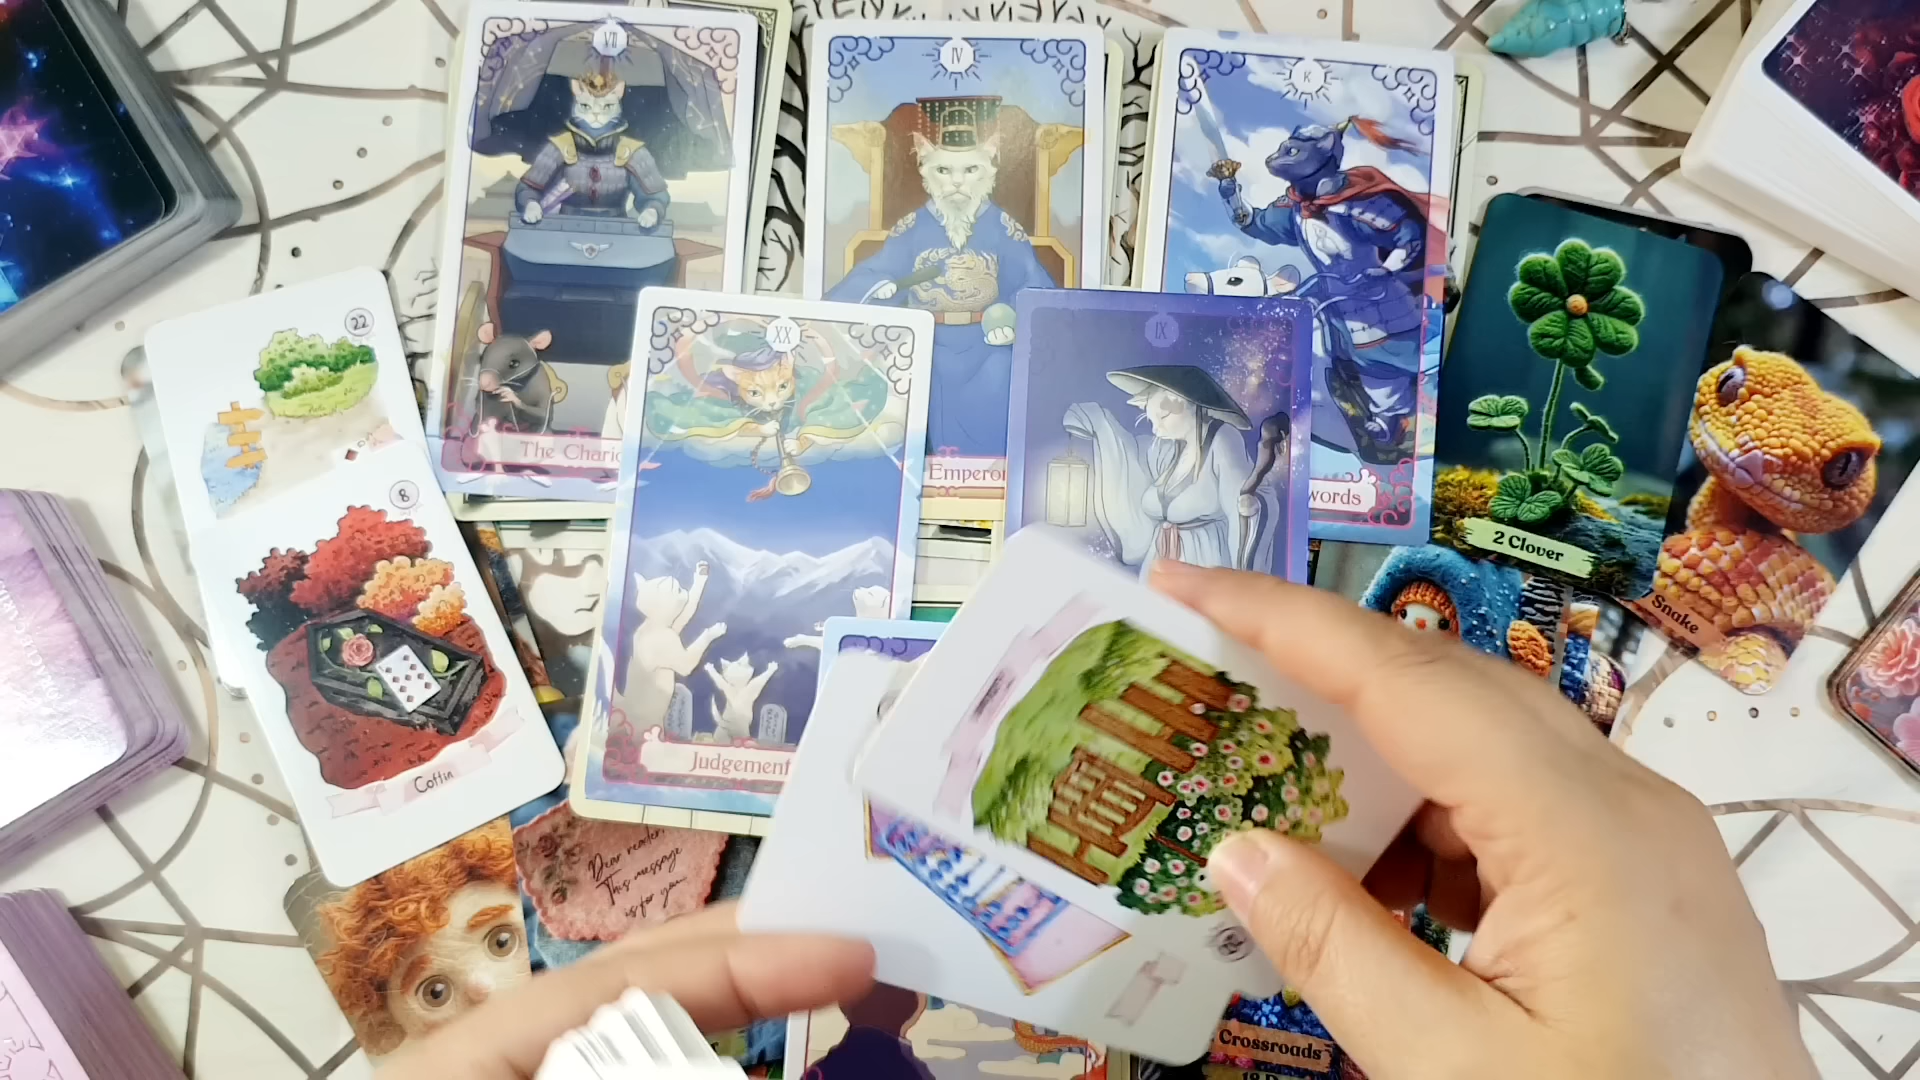 VII
IV
K
The Chario
Emperor
words
XX
IX
Judgement
22
8
Coffin
2 Clover
Snake
Dear reader,
This message
is for you
Crossroads